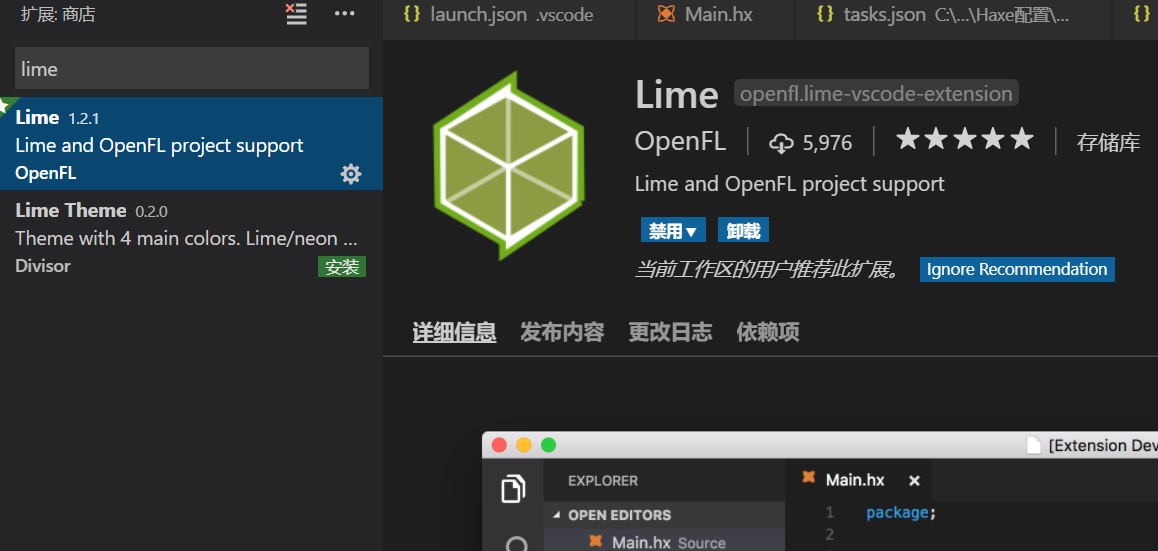 扩展: 商店
lime
Lime 1.2.1
Lime and OpenFL project support
OpenFL
Lime Theme 0.2.0
Theme with 4 main colors. Lime/neon ...
Divisor 安装
{} launch.json .vscode
Main.hx
{} tasks.json C:\...\Haxe配置\...
{}
Lime openfl.lime-vscode-extension
OpenFL 5,976 ★★★★★ 存储库
Lime and OpenFL project support
禁用▼ 卸载
当前工作区的用户推荐此扩展。 Ignore Recommendation
详细信息 发布内容 更改日志 依赖项
[Extension Dev
EXPLORER
OPEN EDITORS
Main.hx Source
Main.hx ×
1 package;
2